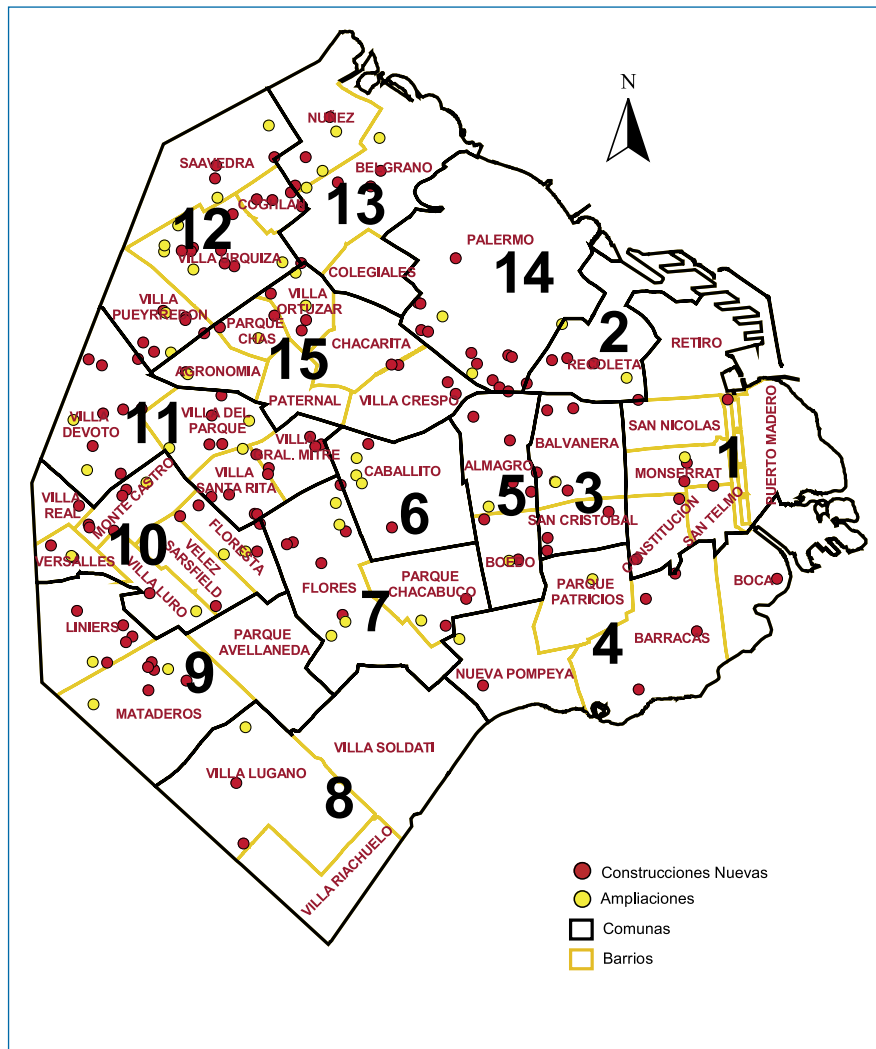 N
NUÑEZ
SAAVEDRA
BELGRANO
COGHLAN
13
12
VILLA URQUIZA
PALERMO
14
COLEGIALES
VILLA
PUEYRREDON
VILLA
ORTUZAR
PARQUE
CHAS
15
CHACARITA
2
RETIRO
RECOLETA
AGRONOMIA
PATERNAL
VILLA CRESPO
VILLA
DEVOTO
11
VILLA DEL
PARQUE
VILLA
GRAL. MITRE
SAN NICOLAS
1
PUERTO MADERO
BALVANERA
MONSERRAT
ALMAGRO
5
3
CABALLITO
6
VILLA
SANTA RITA
MONTE CASTRO
VILLA
REAL
10
FLORESTA
SAN CRISTOBAL
CONSTITUCIÓN
SAN TELMO
VERSALLES
VILLA LURO
VELEZ
SARSFIELD
FLORES
7
PARQUE
CHACABUCO
BOEDO
PARQUE
PATRICIOS
BOCA
LINIERS
PARQUE
AVELLANEDA
BARRACAS
4
9
NUEVA POMPEYA
MATADEROS
VILLA SOLDATI
VILLA LUGANO
8
VILLA RIACHUELO
Construcciones Nuevas
Ampliaciones
Comunas
Barrios